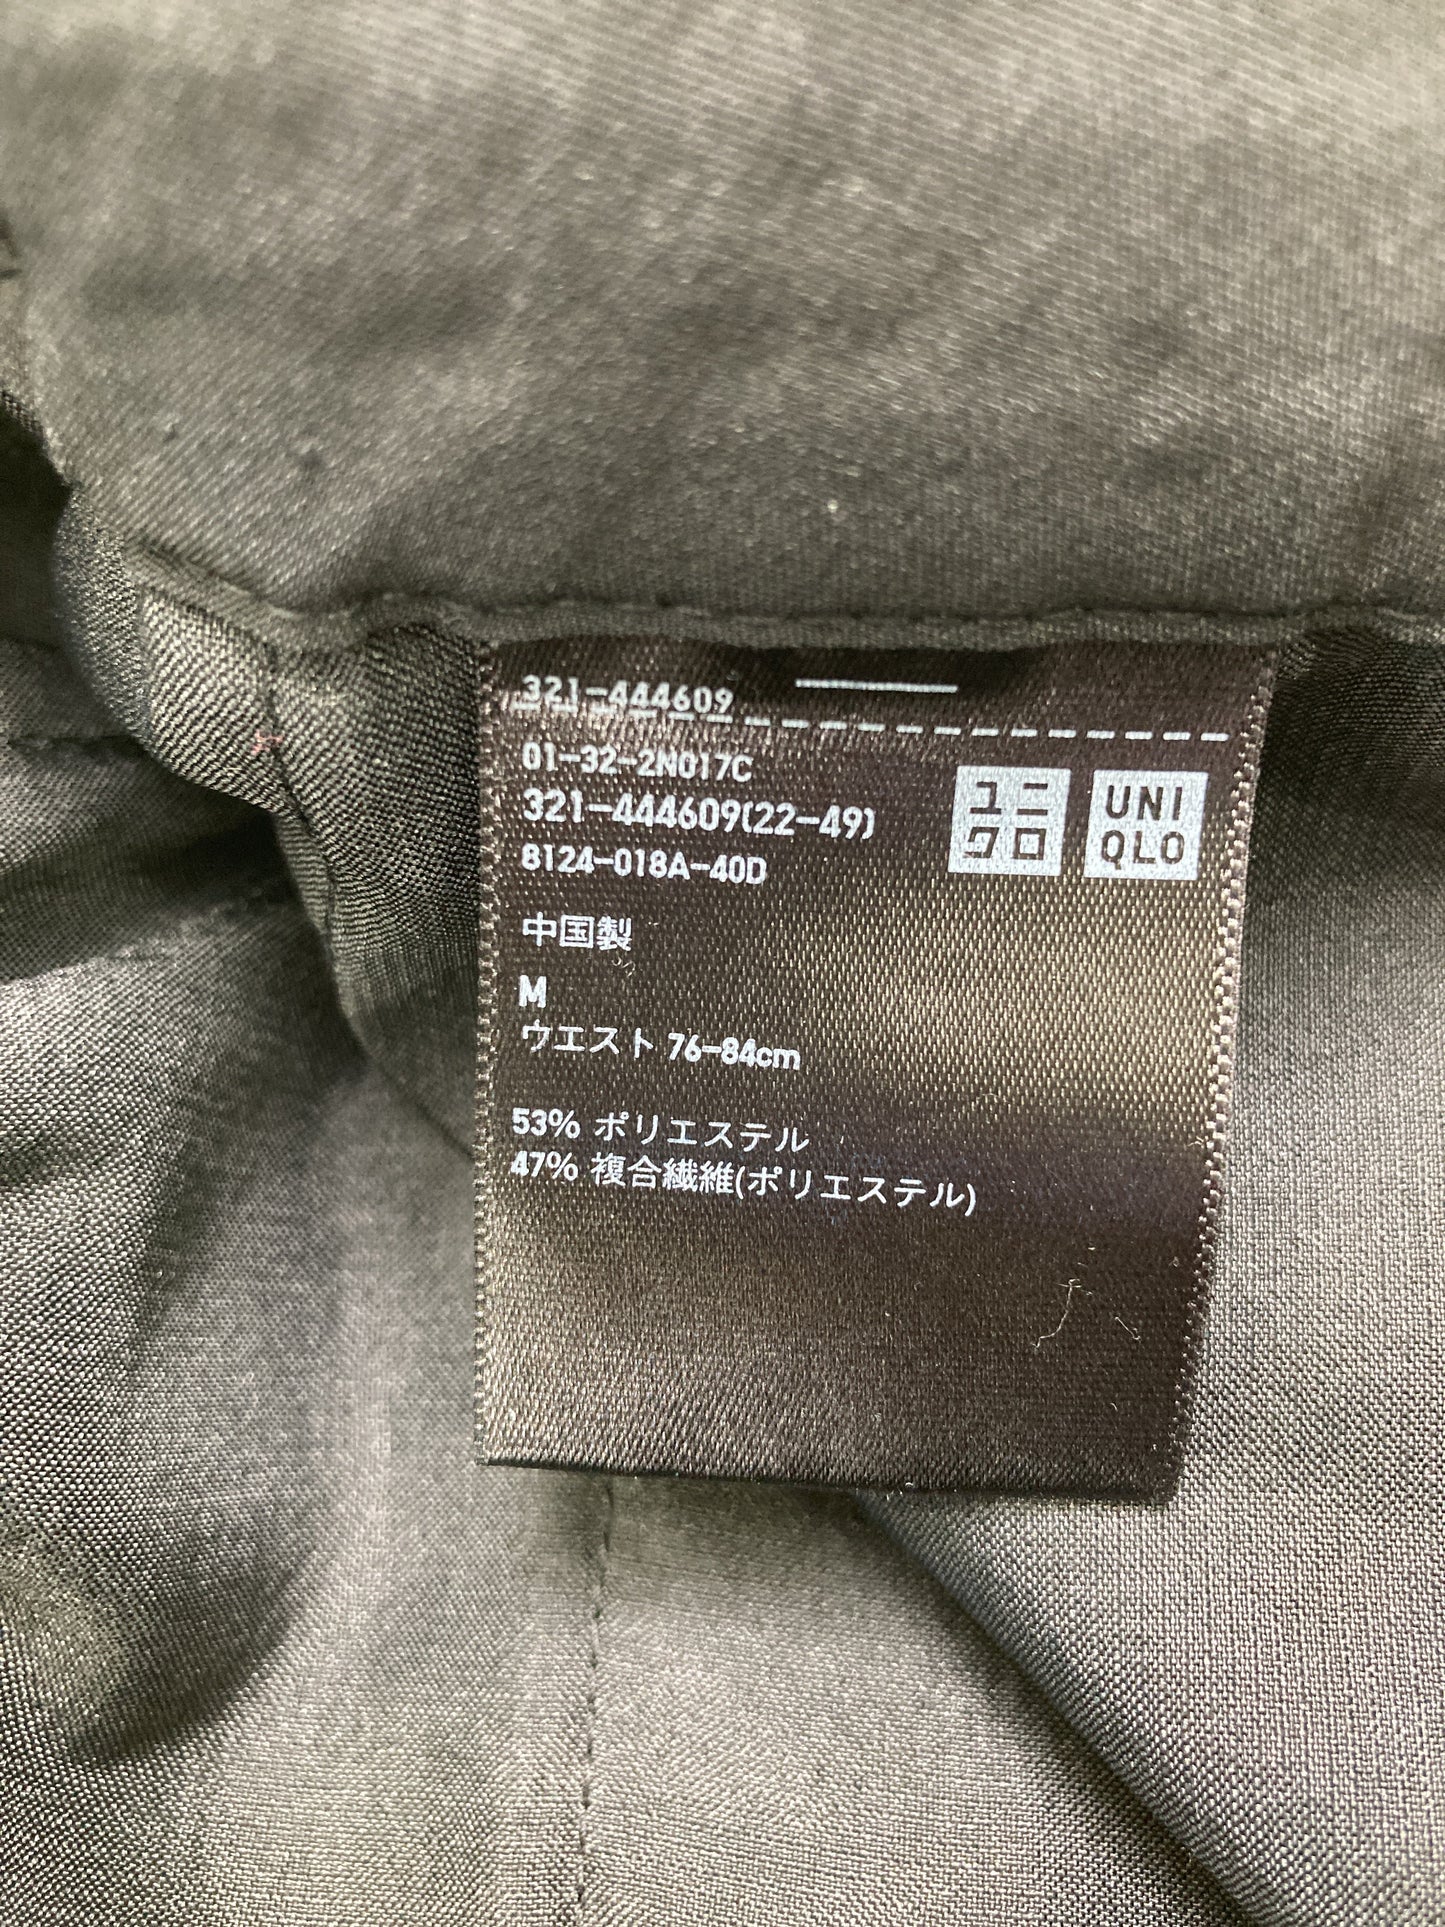 321-444609
01-32-2N017C
321-444609(22-49)
8124-018A-40D
ユニ
クロ
UNI
QLO
中国製
M
ウエスト 76-84cm
53% ポリエステル
47% 複合繊維(ポリエステル)